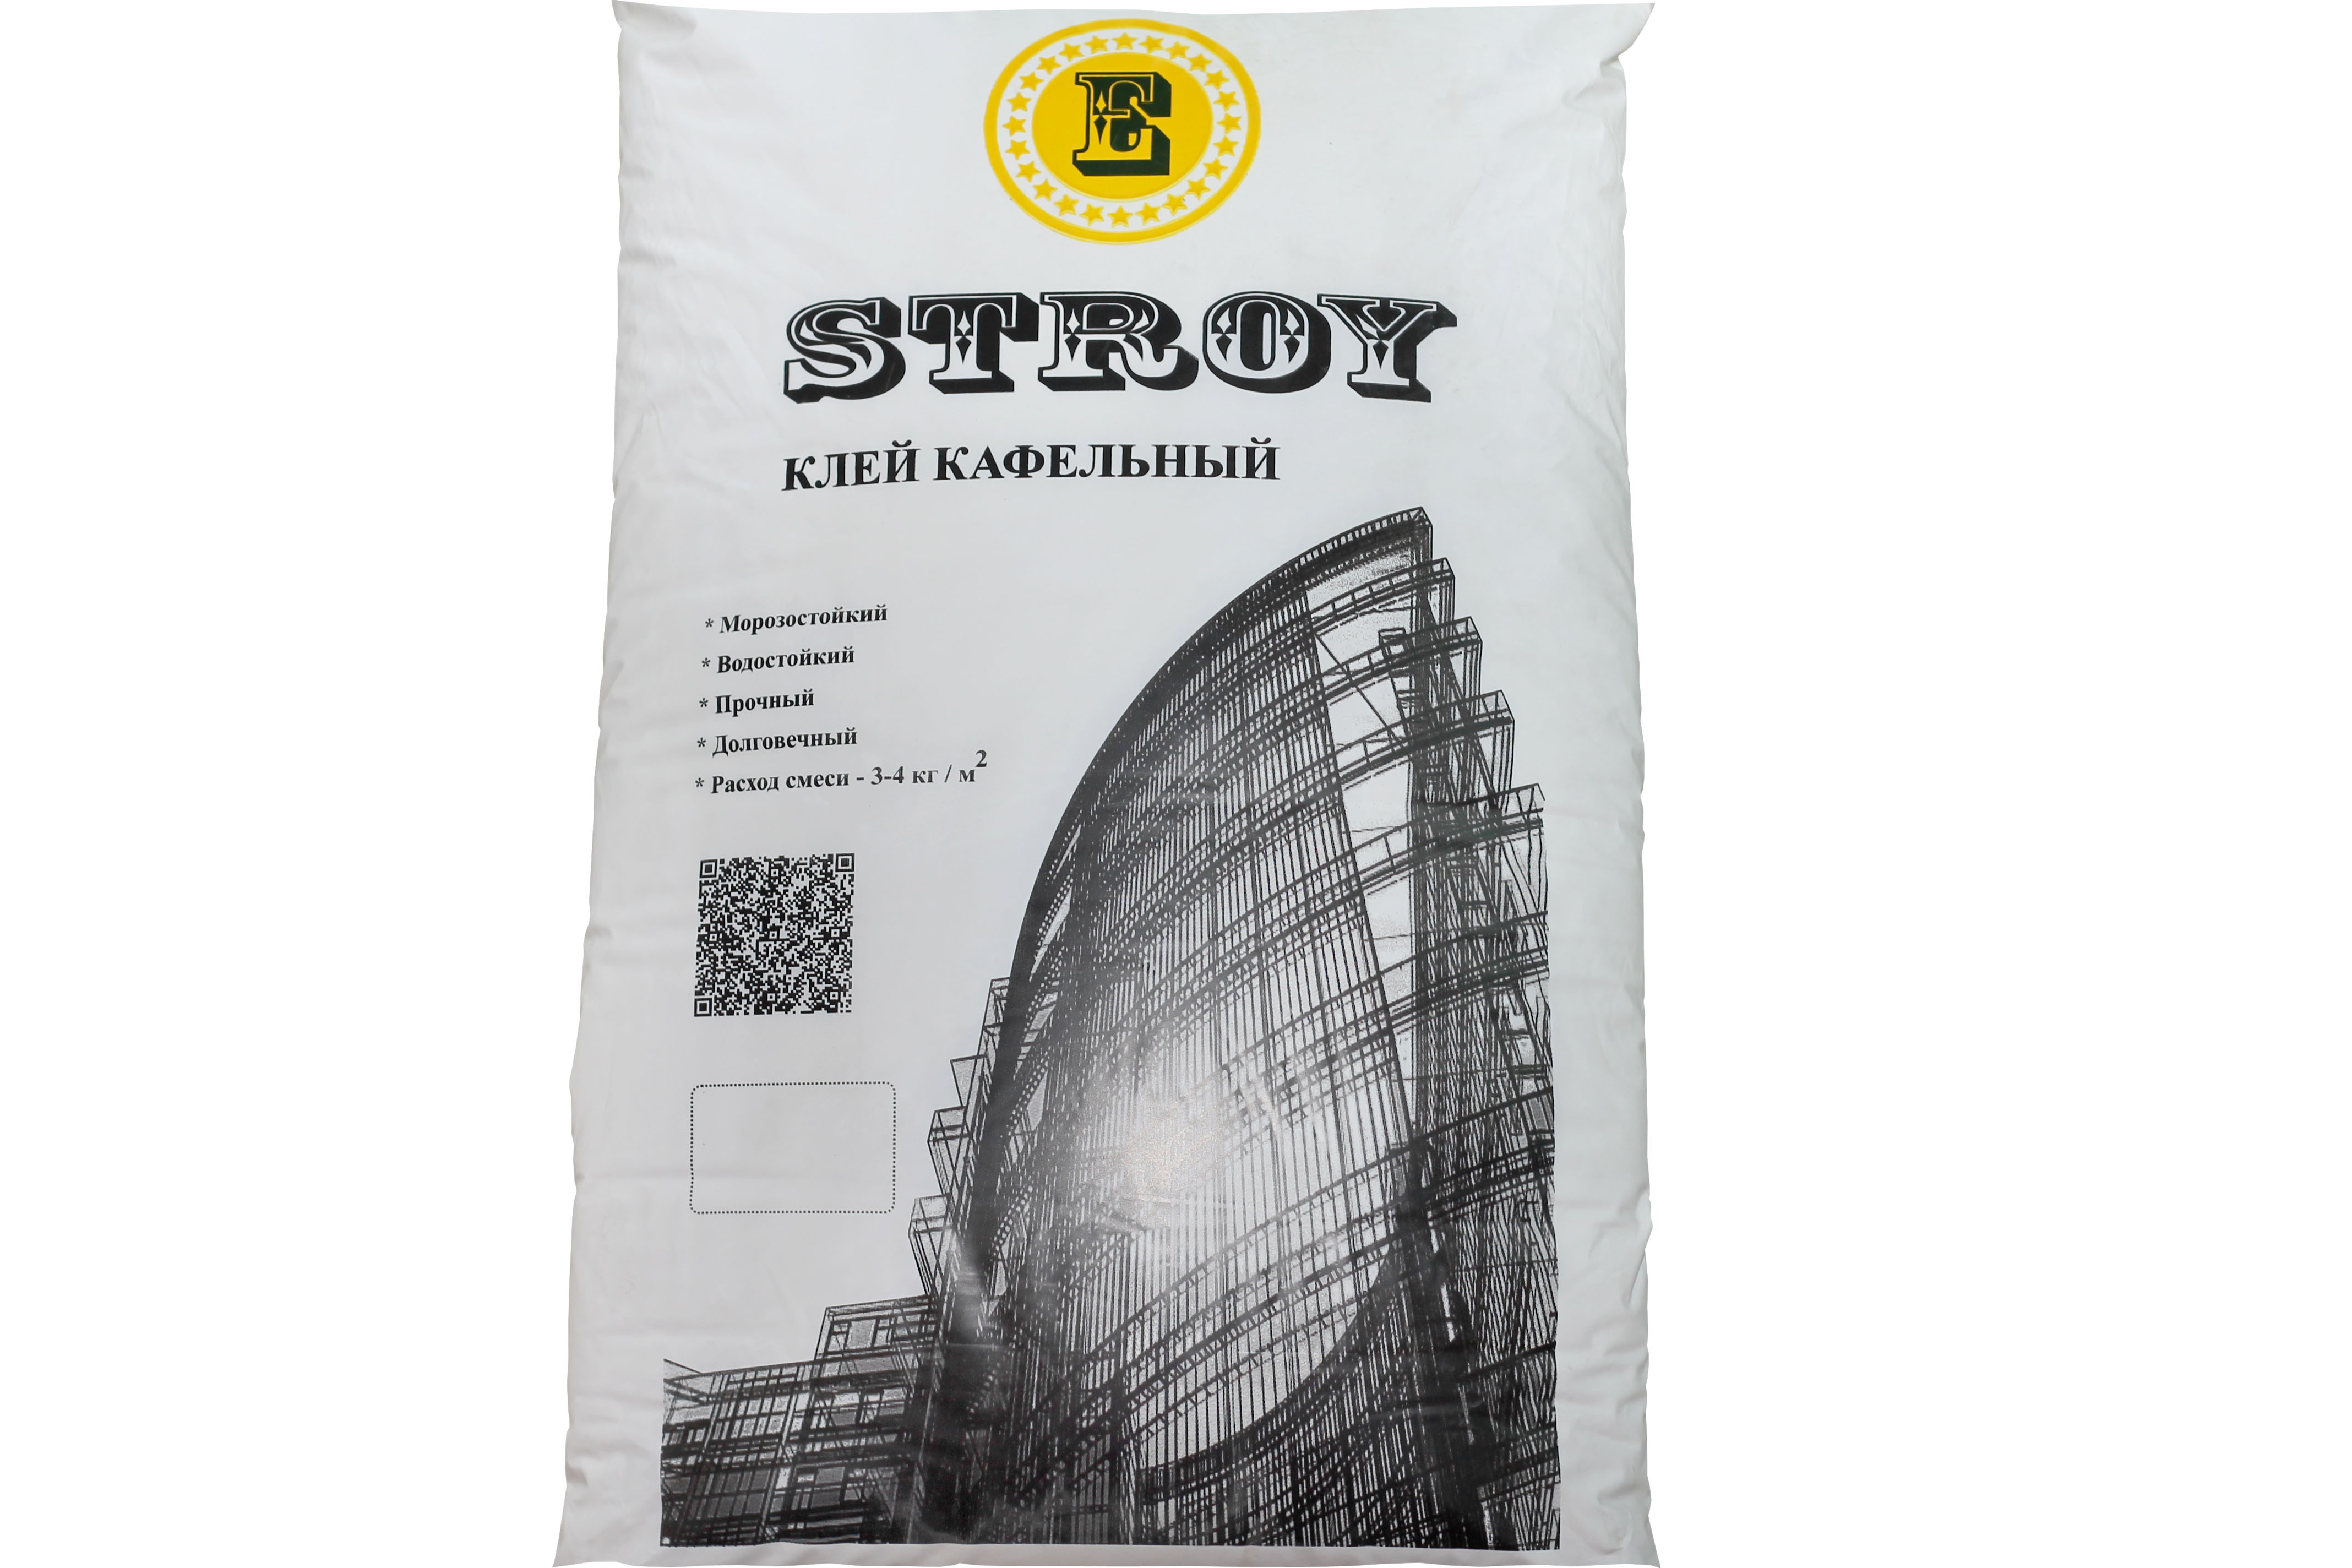 E
STROY
КЛЕЙ КАФЕЛЬНЫЙ
* Морозостойкий
* Водостойкий
* Прочный
* Долговечный
* Расход смеси - 3-4 кг / м²